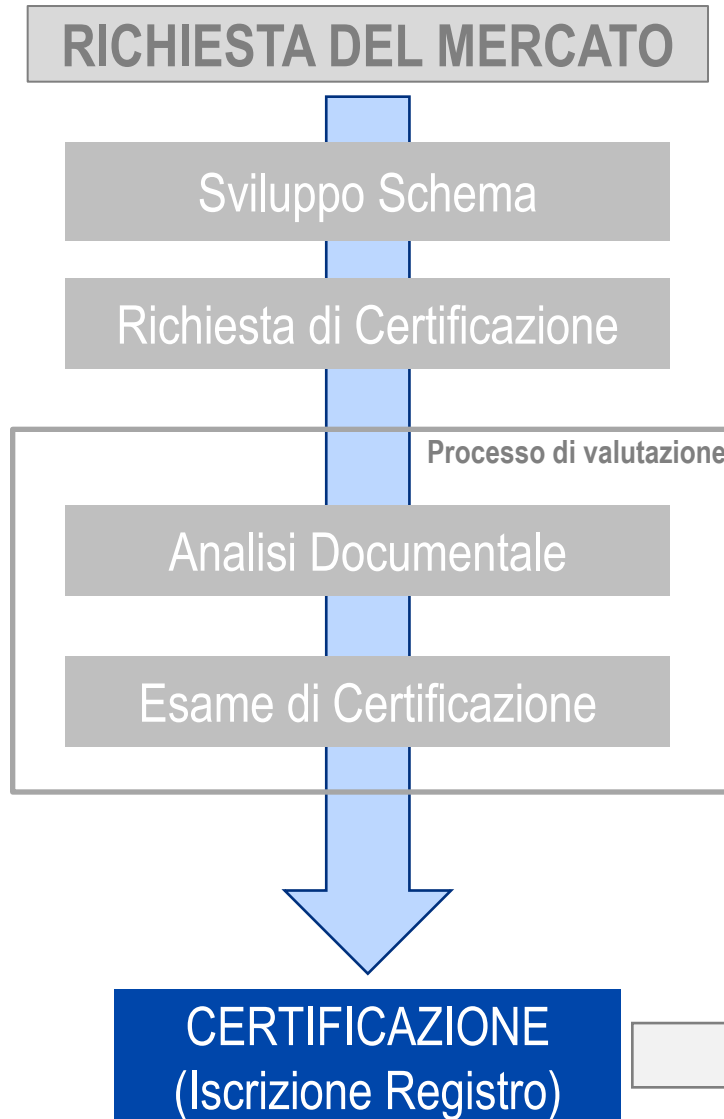 RICHIESTA DEL MERCATO
Sviluppo Schema
Richiesta di Certificazione
Processo di valutazione
Analisi Documentale
Esame di Certificazione
CERTIFICAZIONE
(Iscrizione Registro)